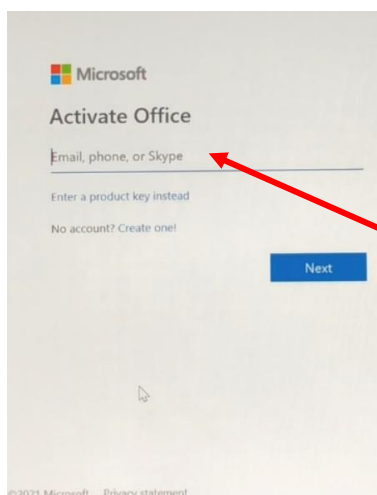 Microsoft
Activate Office
Email, phone, or Skype
Enter a product key instead
No account? Create one!
Next
©2021 Microsoft Privacy statement